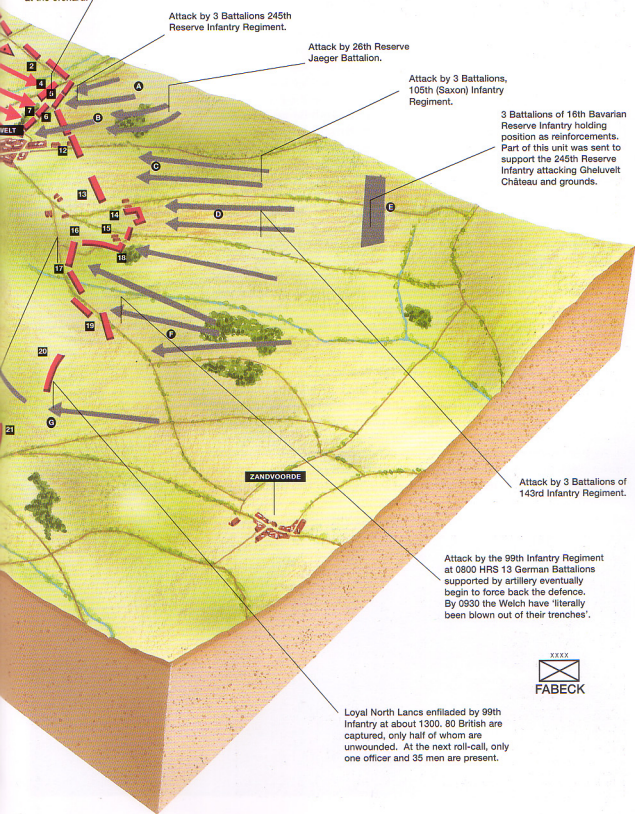 at the orchard.
Attack by 3 Battalions 245th
Reserve Infantry Regiment.
Attack by 26th Reserve
Jaeger Battalion.
Attack by 3 Battalions,
105th (Saxon) Infantry
Regiment.
3 Battalions of 16th Bavarian
Reserve Infantry holding
position as reinforcements.
Part of this unit was sent to
support the 245th Reserve
Infantry attacking Gheluvelt
Château and grounds.
2
4
5
7
6
A
B
VELT
12
C
13
14
D
E
15
16
18
17
19
F
20
G
21
ZANDVOORDE
Attack by 3 Battalions of
143rd Infantry Regiment.
Attack by the 99th Infantry Regiment
at 0800 HRS 13 German Battalions
supported by artillery eventually
begin to force back the defence.
By 0930 the Welch have ‘literally
been blown out of their trenches’.
XXXX
FABECK
Loyal North Lancs enfiladed by 99th
Infantry at about 1300. 80 British are
captured, only half of whom are
unwounded. At the next roll-call, only
one officer and 35 men are present.